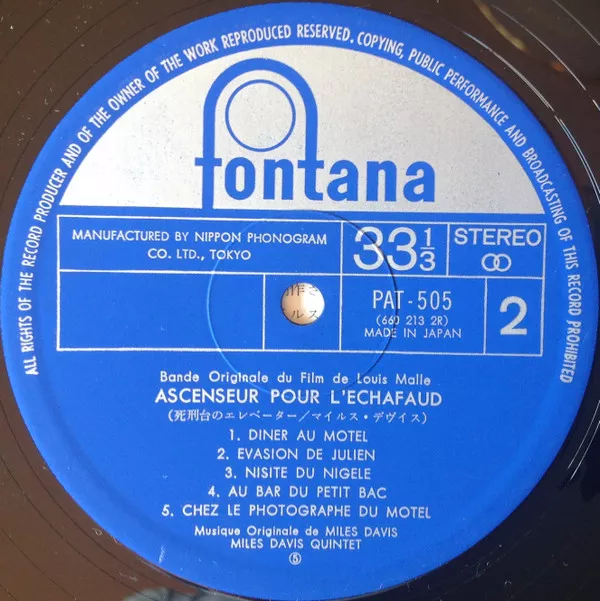 ALL RIGHTS OF THE RECORD PRODUCER AND OF THE OWNER OF THE WORK REPRODUCED RESERVED. COPYING, PUBLIC PERFORMANCE AND BROADCASTING OF THIS RECORD PROHIBITED
fontana
MANUFACTURED BY NIPPON PHONOGRAM
CO. LTD., TOKYO
33 1/3
STEREO
PAT-505
(660 213 2R)
MADE IN JAPAN
2
Bande Originale du Film de Louis Malle
ASCENSEUR POUR L'ECHAFAUD
(死刑台のエレベーター/マイルス・デヴイス)
1. DINER AU MOTEL
2. EVASION DE JULIEN
3. NISITE DU NIGELE
4. AU BAR DU PETIT BAC
5. CHEZ LE PHOTOGRAPHE DU MOTEL
Musique Originale de MILES DAVIS
MILES DAVIS QUINTET